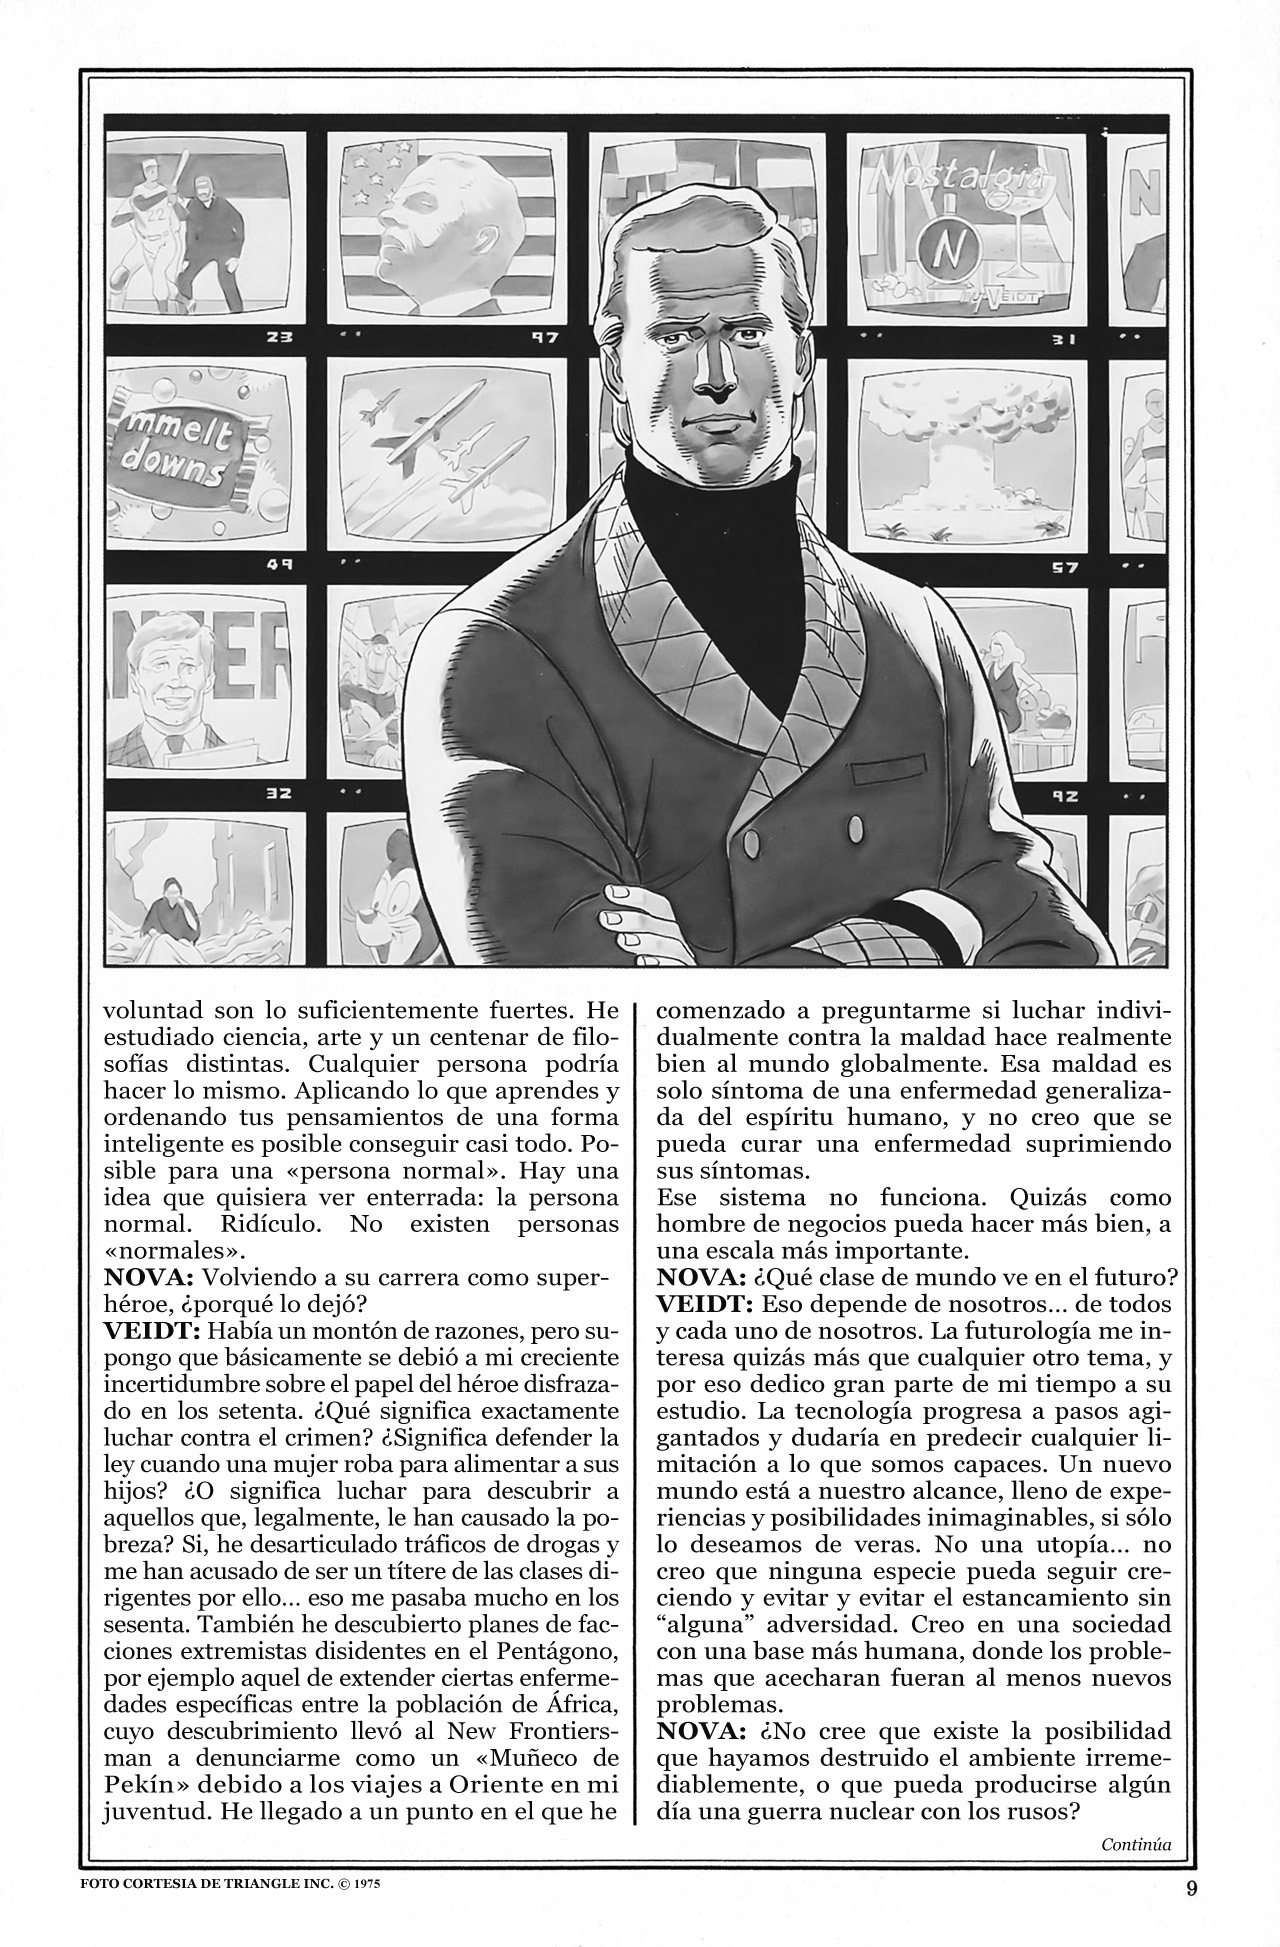 Nostalgia
N
by VEIDT
N
22
23
97
31
mmelt
downs
49
57
NTER
32
92
voluntad son lo suficientemente fuertes. He
estudiado ciencia, arte y un centenar de filo-
sofías distintas. Cualquier persona podría
hacer lo mismo. Aplicando lo que aprendes y
ordenando tus pensamientos de una forma
inteligente es posible conseguir casi todo. Po-
sible para una «persona normal». Hay una
idea que quisiera ver enterrada: la persona
normal. Ridículo. No existen personas
«normales».
NOVA: Volviendo a su carrera como super-
héroe, ¿porqué lo dejó?
VEIDT: Había un montón de razones, pero su-
pongo que básicamente se debió a mi creciente
incertidumbre sobre el papel del héroe disfraza-
do en los setenta. ¿Qué significa exactamente
luchar contra el crimen? ¿Significa defender la
ley cuando una mujer roba para alimentar a sus
hijos? ¿O significa luchar para descubrir a
aquellos que, legalmente, le han causado la po-
breza? Si, he desarticulado tráficos de drogas y
me han acusado de ser un títere de las clases di-
rigentes por ello... eso me pasaba mucho en los
sesenta. También he descubierto planes de fac-
ciones extremistas disidentes en el Pentágono,
por ejemplo aquel de extender ciertas enferme-
dades específicas entre la población de África,
cuyo descubrimiento llevó al New Frontiers-
man a denunciarme como un «Muñeco de
Pekín» debido a los viajes a Oriente en mi
juventud. He llegado a un punto en el que he
comenzado a preguntarme si luchar indivi-
dualmente contra la maldad hace realmente
bien al mundo globalmente. Esa maldad es
solo síntoma de una enfermedad generaliza-
da del espíritu humano, y no creo que se
pueda curar una enfermedad suprimiendo
sus síntomas.
Ese sistema no funciona. Quizás como
hombre de negocios pueda hacer más bien, a
una escala más importante.
NOVA: ¿Qué clase de mundo ve en el futuro?
VEIDT: Eso depende de nosotros... de todos
y cada uno de nosotros. La futurología me in-
teresa quizás más que cualquier otro tema, y
por eso dedico gran parte de mi tiempo a su
estudio. La tecnología progresa a pasos agi-
gantados y dudaría en predecir cualquier li-
mitación a lo que somos capaces. Un nuevo
mundo está a nuestro alcance, lleno de expe-
riencias y posibilidades inimaginables, si sólo
lo deseamos de veras. No una utopía... no
creo que ninguna especie pueda seguir cre-
ciendo y evitar y evitar el estancamiento sin
“alguna” adversidad. Creo en una sociedad
con una base más humana, donde los proble-
mas que acecharan fueran al menos nuevos
problemas.
NOVA: ¿No cree que existe la posibilidad
que hayamos destruido el ambiente irreme-
diablemente, o que pueda producirse algún
día una guerra nuclear con los rusos?
Continúa
FOTO CORTESIA DE TRIANGLE INC. © 1975
9